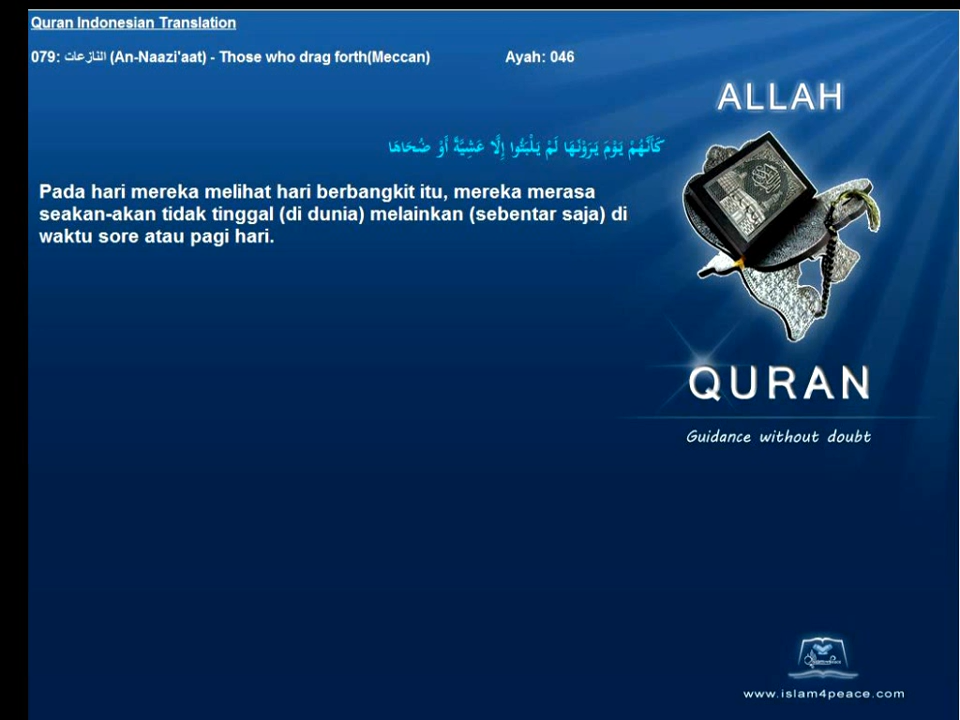 Quran Indonesian Translation
079: النازعات (An-Naazi'aat) - Those who drag forth(Meccan) Ayah: 046
ALLAH
كَأَنَّهُمْ يَوْمَ يَرَوْنَهَا لَمْ يَلْبَثُوا إِلَّا عَشِيَّةً أَوْ ضُحَاهَا
Pada hari mereka melihat hari berbangkit itu, mereka merasa
seakan-akan tidak tinggal (di dunia) melainkan (sebentar saja) di
waktu sore atau pagi hari.
QURAN
Guidance without doubt
www.islam4peace.com